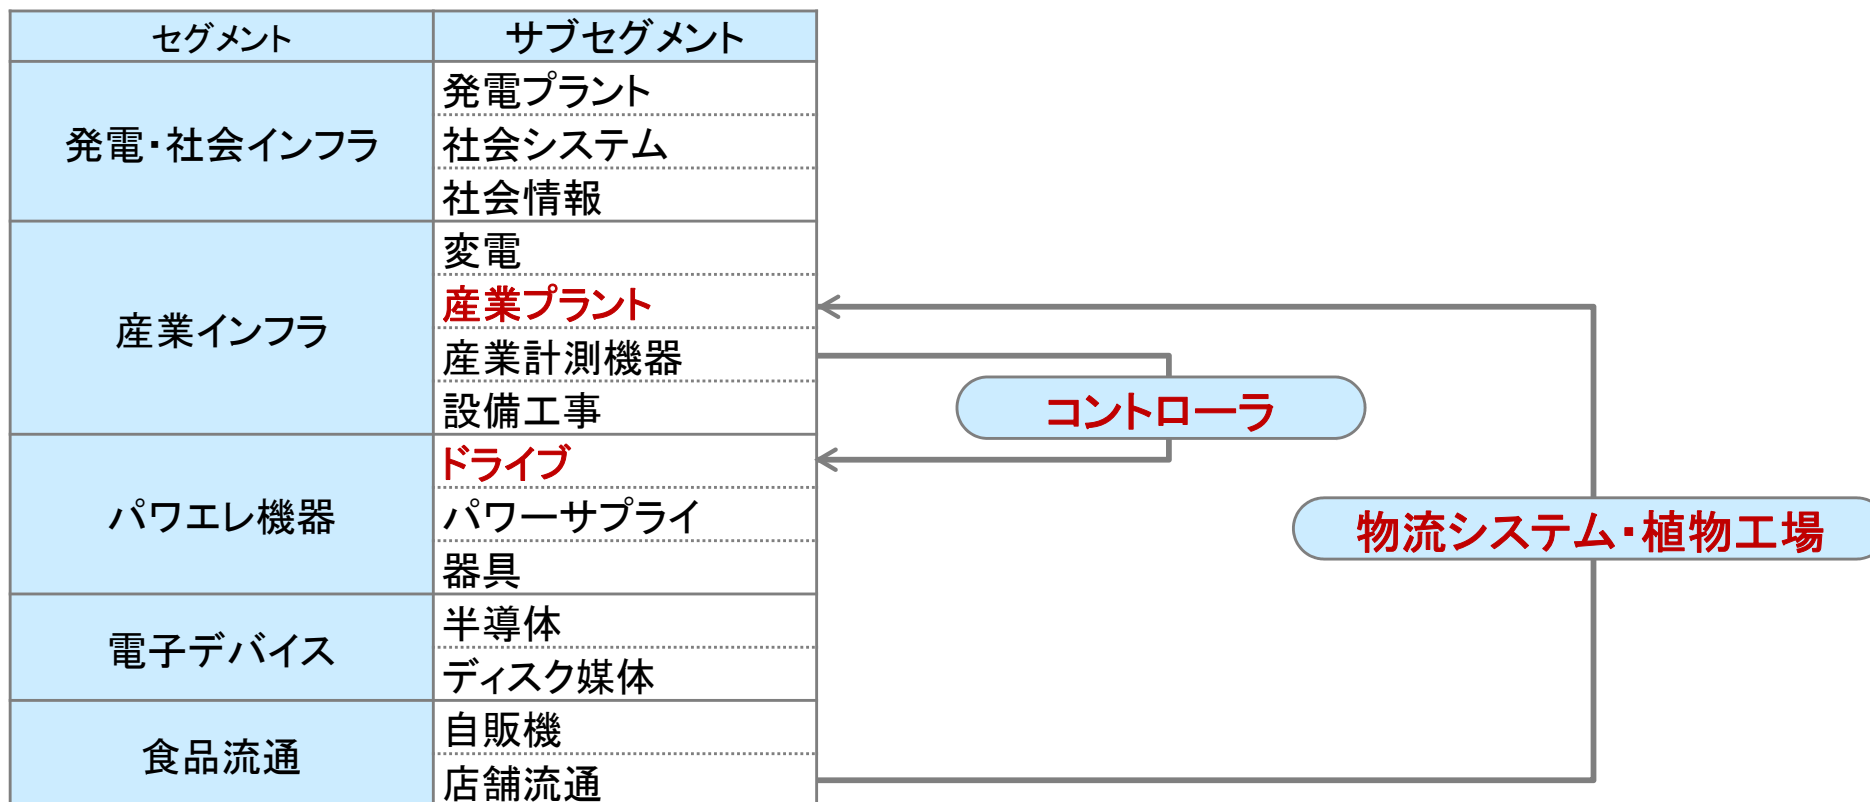 セグメント サブセグメント
発電・社会インフラ 発電プラント
社会システム
社会情報
産業インフラ 変電
産業プラント
産業計測機器
設備工事
パワエレ機器 ドライブ
パワーサプライ
器具
電子デバイス 半導体
ディスク媒体
食品流通 自販機
店舗流通
コントローラ
物流システム・植物工場